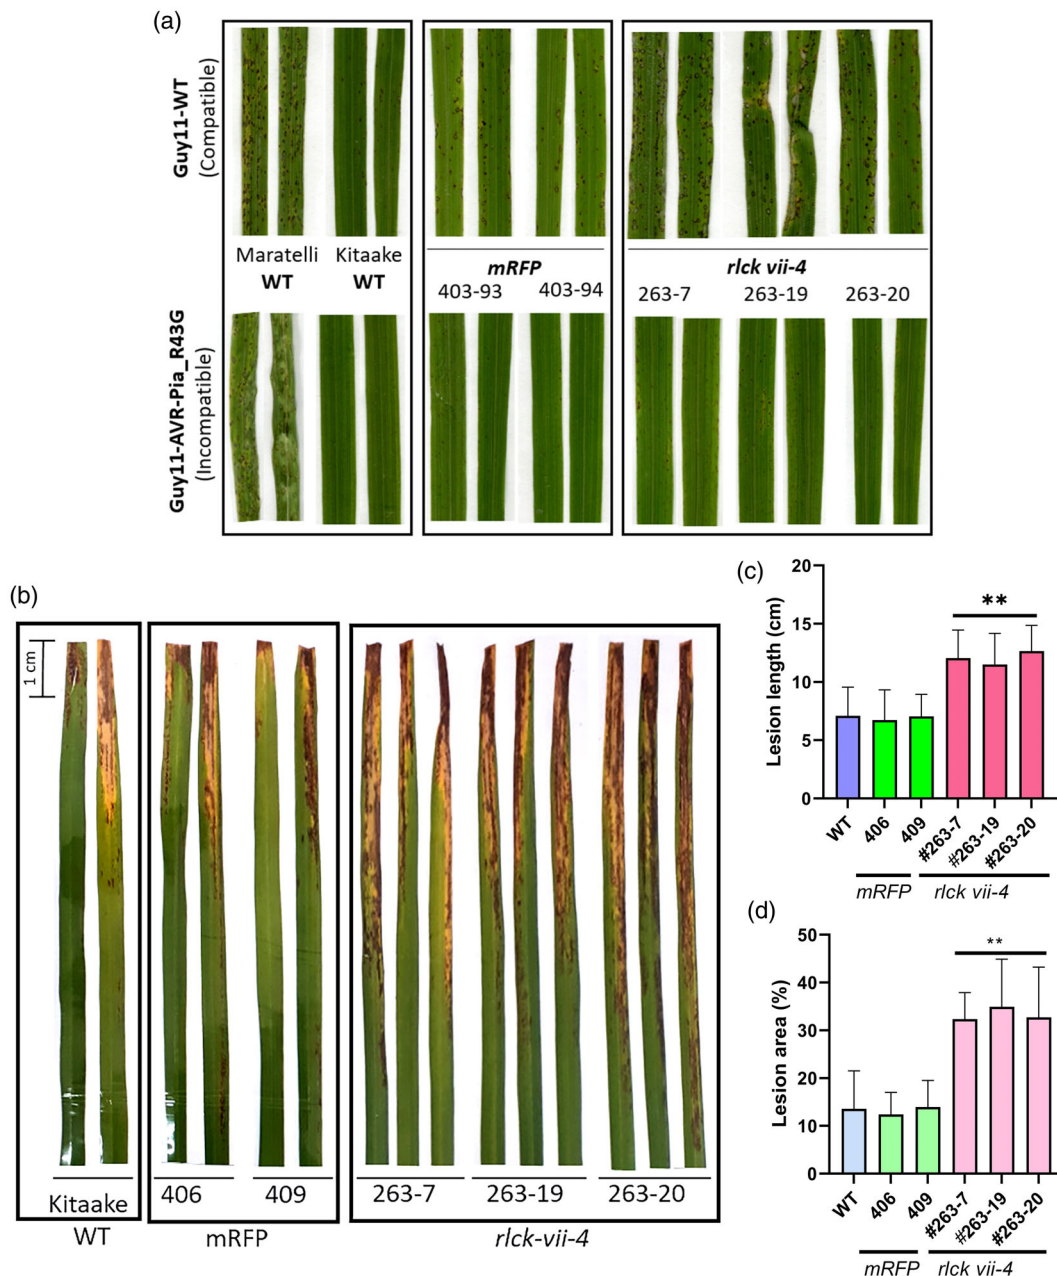 (a)
Guy11-WT
(Compatible)
Maratelli
WT
Kitaake
WT
mRFP
403-93
403-94
rlck vii-4
263-7
263-19
263-20
Guy11-AVR-Pia_R43G
(Incompatible)
(b)
1 cm
Kitaake
WT
406
409
mRFP
263-7
263-19
263-20
rlck-vii-4
(c)
Lesion length (cm)
20
15
10
5
0
**
WT
406
409
#263-7
#263-19
#263-20
mRFP
rlck vii-4
(d)
Lesion area (%)
50
40
30
20
10
0
**
WT
406
409
#263-7
#263-19
#263-20
mRFP
rlck vii-4